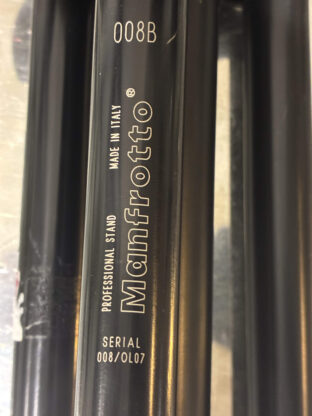 008B
Manfrotto®
PROFESSIONAL STAND MADE IN ITALY
SERIAL
008/OL07